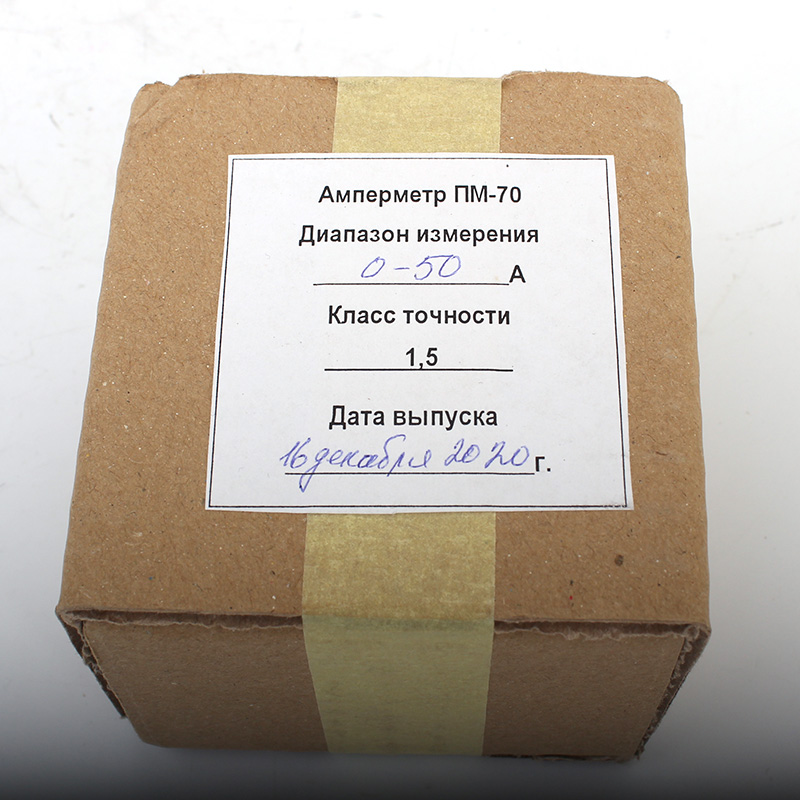 Амперметр ПМ-70
Диапазон измерения
0-50 А
Класс точности
1,5
Дата выпуска
16 декабря 2020 г.